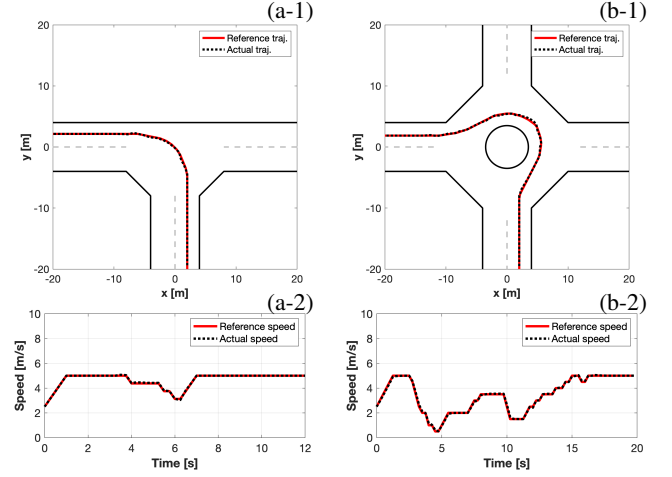 (a-1)
(b-1)
Reference traj.
Actual traj.
Reference traj.
Actual traj.
20
10
0
-10
-20
y [m]
-20
-10
0
10
20
x [m]
20
10
0
-10
-20
y [m]
-20
-10
0
10
20
x [m]
(a-2)
(b-2)
Reference speed
Actual speed
Reference speed
Actual speed
10
8
6
4
2
0
Speed [m/s]
0
2
4
6
8
10
12
Time [s]
10
8
6
4
2
0
Speed [m/s]
0
5
10
15
20
Time [s]